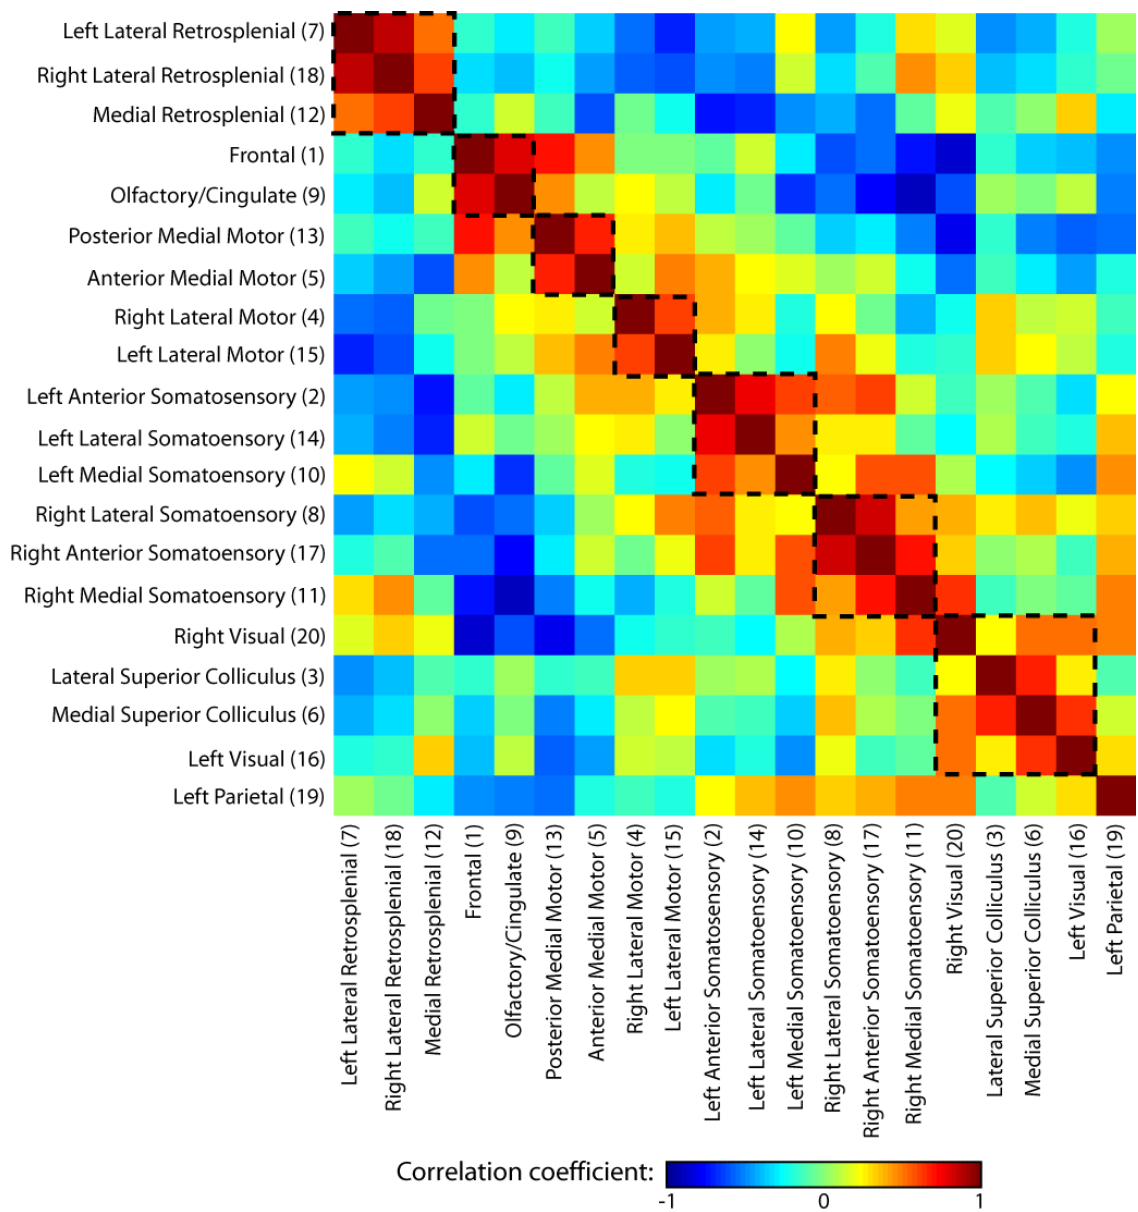 Left Lateral Retrosplenial (7)
Right Lateral Retrosplenial (18)
Medial Retrosplenial (12)
Frontal (1)
Olfactory/Cingulate (9)
Posterior Medial Motor (13)
Anterior Medial Motor (5)
Right Lateral Motor (4)
Left Lateral Motor (15)
Left Anterior Somatosensory (2)
Left Lateral Somatoensory (14)
Left Medial Somatoensory (10)
Right Lateral Somatoensory (8)
Right Anterior Somatoensory (17)
Right Medial Somatoensory (11)
Right Visual (20)
Lateral Superior Colliculus (3)
Medial Superior Colliculus (6)
Left Visual (16)
Left Parietal (19)
Left Lateral Retrosplenial (7)
Right Lateral Retrosplenial (18)
Medial Retrosplenial (12)
Frontal (1)
Olfactory/Cingulate (9)
Posterior Medial Motor (13)
Anterior Medial Motor (5)
Right Lateral Motor (4)
Left Lateral Motor (15)
Left Anterior Somatosensory (2)
Left Lateral Somatoensory (14)
Left Medial Somatoensory (10)
Right Lateral Somatoensory (8)
Right Anterior Somatoensory (17)
Right Medial Somatoensory (11)
Right Visual (20)
Lateral Superior Colliculus (3)
Medial Superior Colliculus (6)
Left Visual (16)
Left Parietal (19)
Correlation coefficient:
-1 0 1